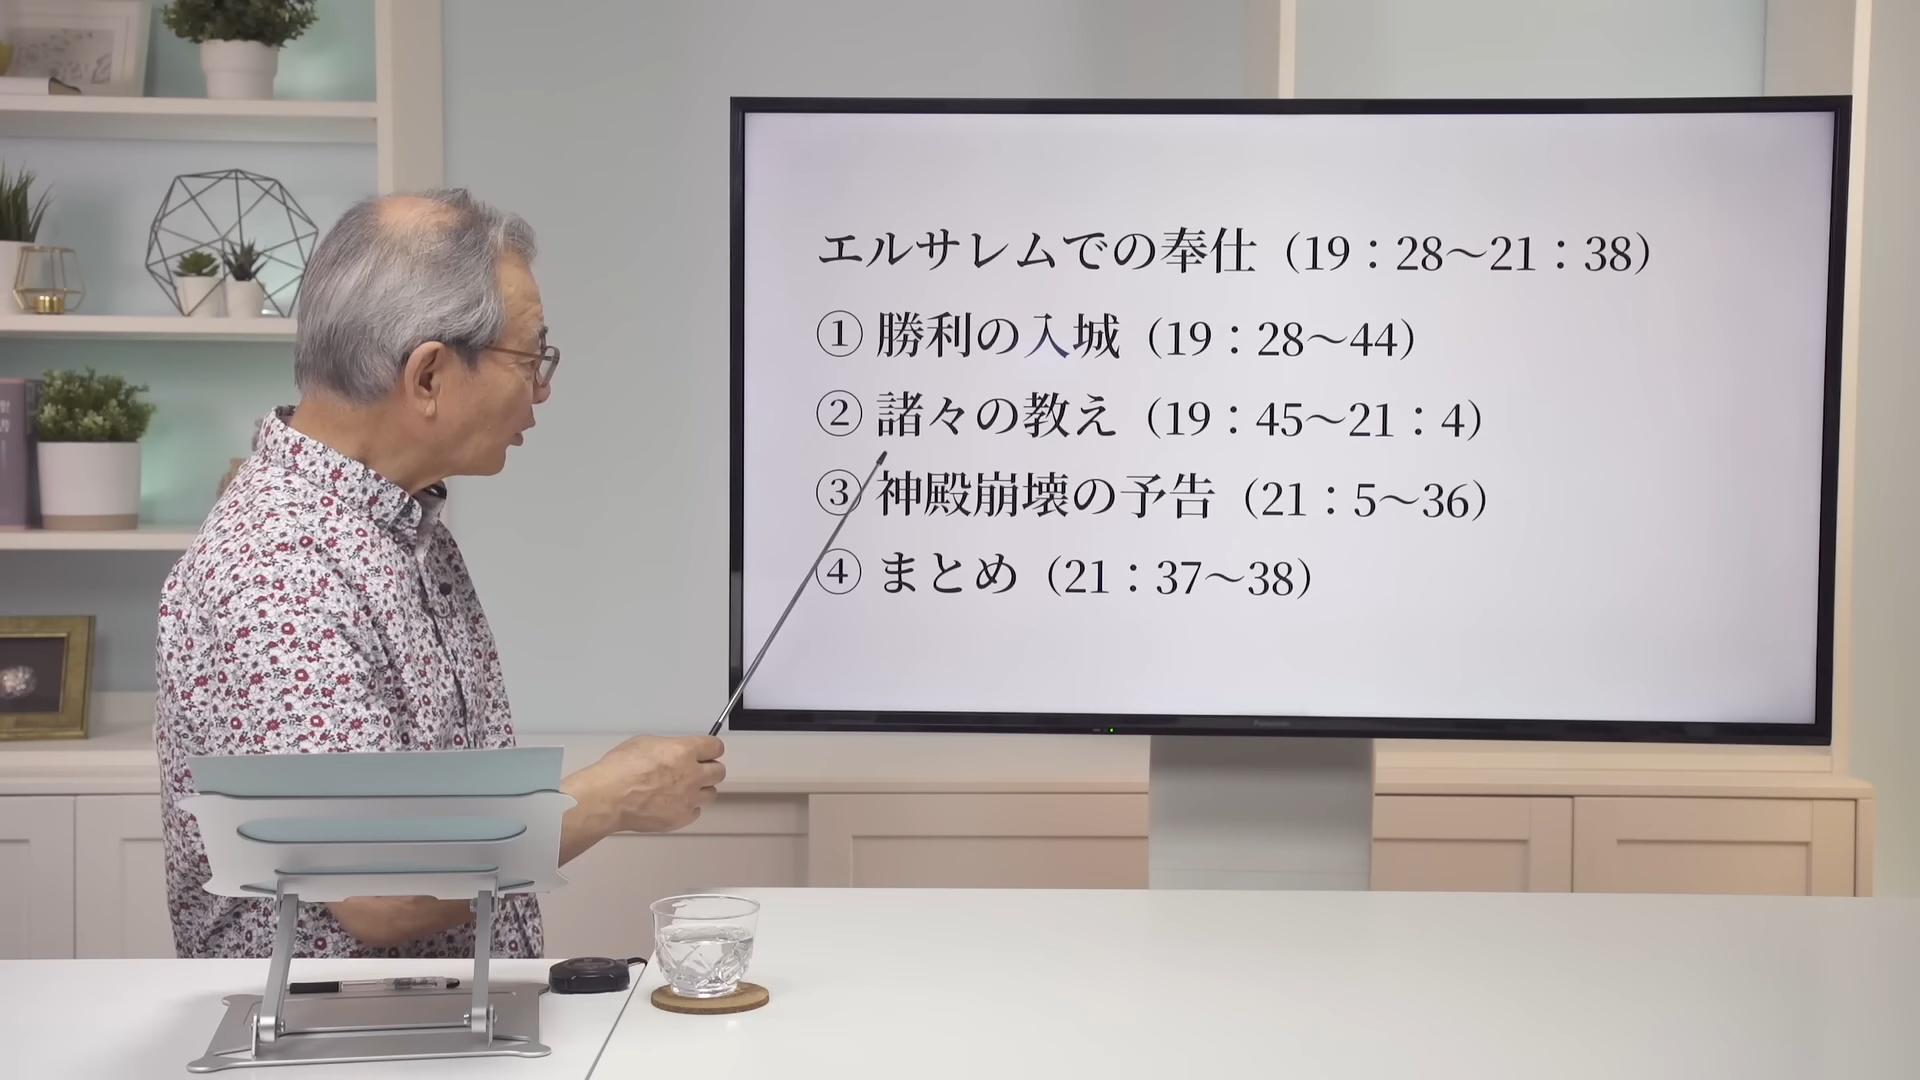 エルサレムでの奉仕（19：28〜21：38）
① 勝利の入城（19：28〜44）
② 諸々の教え（19：45〜21：4）
③ 神殿崩壊の予告（21：5〜36）
④ まとめ（21：37〜38）
Panasonic